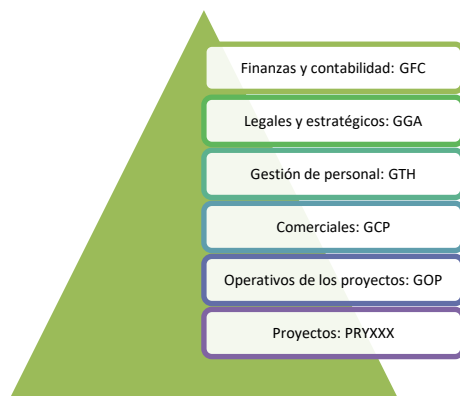 Finanzas y contabilidad: GFC
Legales y estratégicos: GGA
Gestión de personal: GTH
Comerciales: GCP
Operativos de los proyectos: GOP
Proyectos: PRYXXX